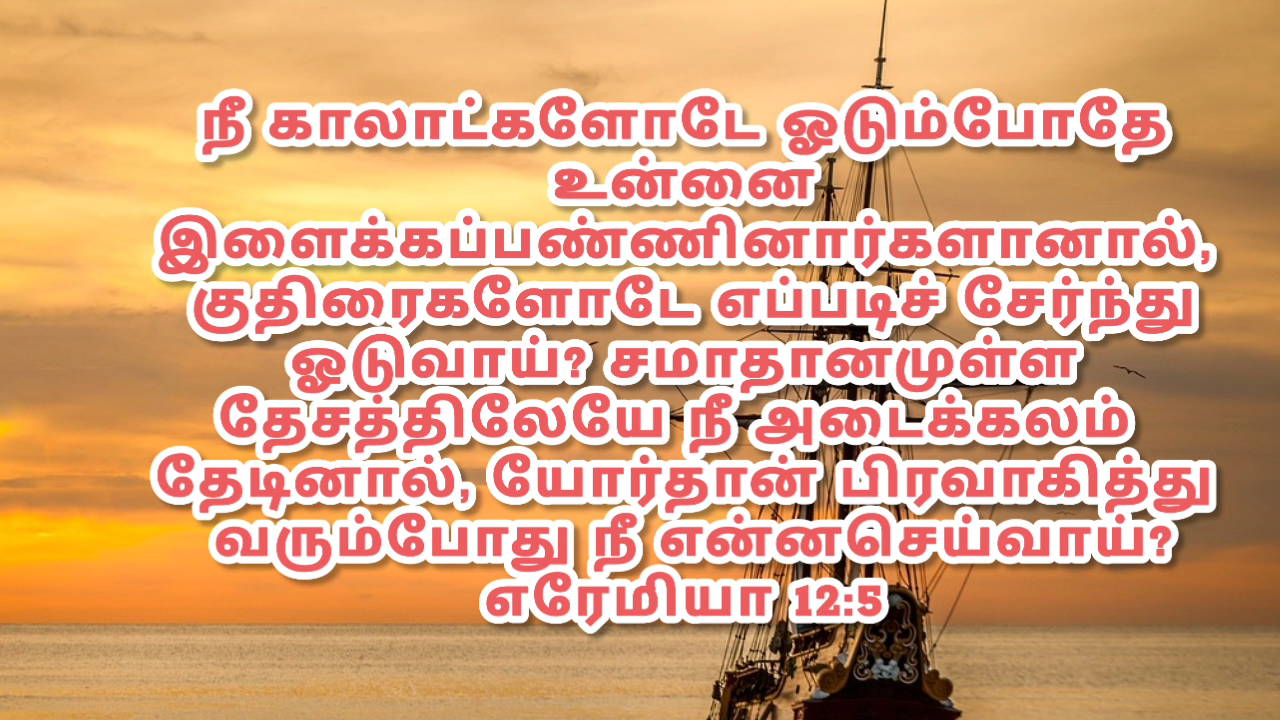 நீ காலாட்களோடே ஓடும்போதே
உன்னை
இளைக்கப்பண்ணினார்களானால்,
குதிரைகளோடே எப்படிச் சேர்ந்து
ஓடுவாய்? சமாதானமுள்ள
தேசத்திலேயே நீ அடைக்கலம்
தேடினால், யோர்தான் பிரவாகித்து
வரும்போது நீ என்னசெய்வாய்?
எரேமியா 12:5